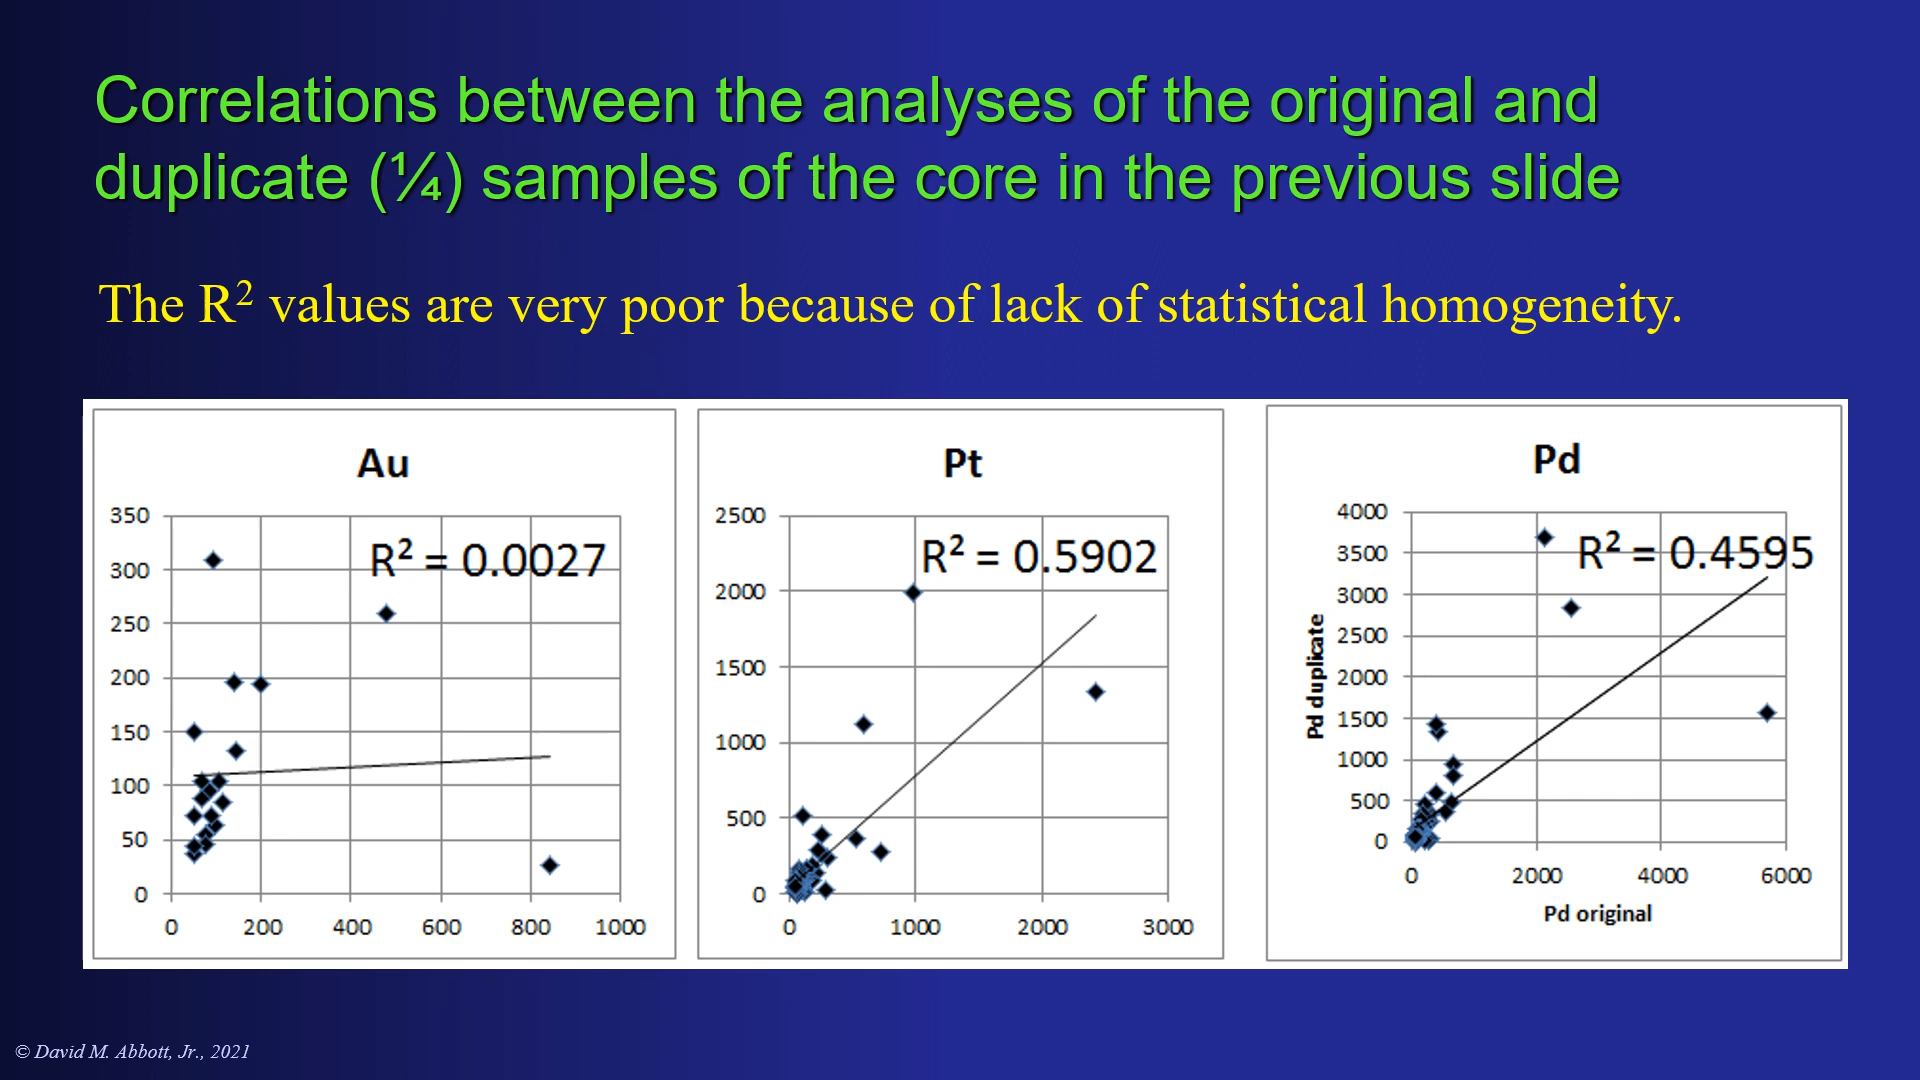 Correlations between the analyses of the original and
duplicate (¼) samples of the core in the previous slide
The R² values are very poor because of lack of statistical homogeneity.
Au
R² = 0.0027
350
300
250
200
150
100
50
0
0 200 400 600 800 1000
Pt
R² = 0.5902
2500
2000
1500
1000
500
0
0 1000 2000 3000
Pd
R² = 0.4595
Pd duplicate
4000
3500
3000
2500
2000
1500
1000
500
0
0 2000 4000 6000
Pd original
© David M. Abbott, Jr., 2021